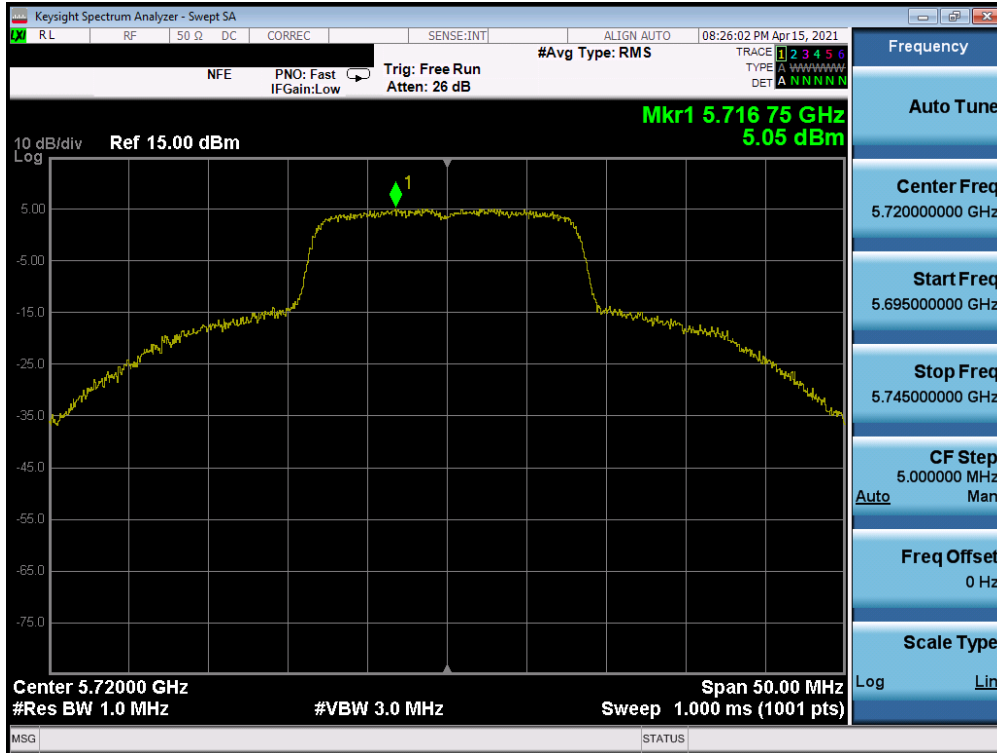 Keysight Spectrum Analyzer - Swept SA
LXI RL RF 50 Ω DC CORREC SENSE:INT ALIGN AUTO 08:26:02 PM Apr 15, 2021
NFE PNO: Fast Trig: Free Run #Avg Type: RMS TRACE 1 2 3 4 5 6
IFGain:Low Atten: 26 dB TYPE A WWWWW
DET A N N N N N
Mkr1 5.716 75 GHz
5.05 dBm
10 dB/div Ref 15.00 dBm
Log
1
5.00
-5.00
-15.0
-25.0
-35.0
-45.0
-55.0
-65.0
-75.0
Center 5.72000 GHz Span 50.00 MHz
#Res BW 1.0 MHz #VBW 3.0 MHz Sweep 1.000 ms (1001 pts)
MSG STATUS
Frequency
Auto Tune
Center Freq
5.720000000 GHz
Start Freq
5.695000000 GHz
Stop Freq
5.745000000 GHz
CF Step
5.000000 MHz
Auto Man
Freq Offset
0 Hz
Scale Type
Log Lin